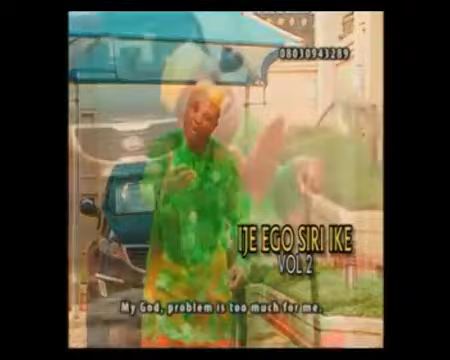 08030943289
IJE EGO SIRI IKE
VOL 2
My God, problem is too much for me.